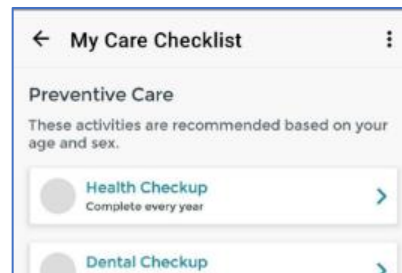 My Care Checklist
Preventive Care
These activities are recommended based on your
age and sex.
Health Checkup
Complete every year
Dental Checkup